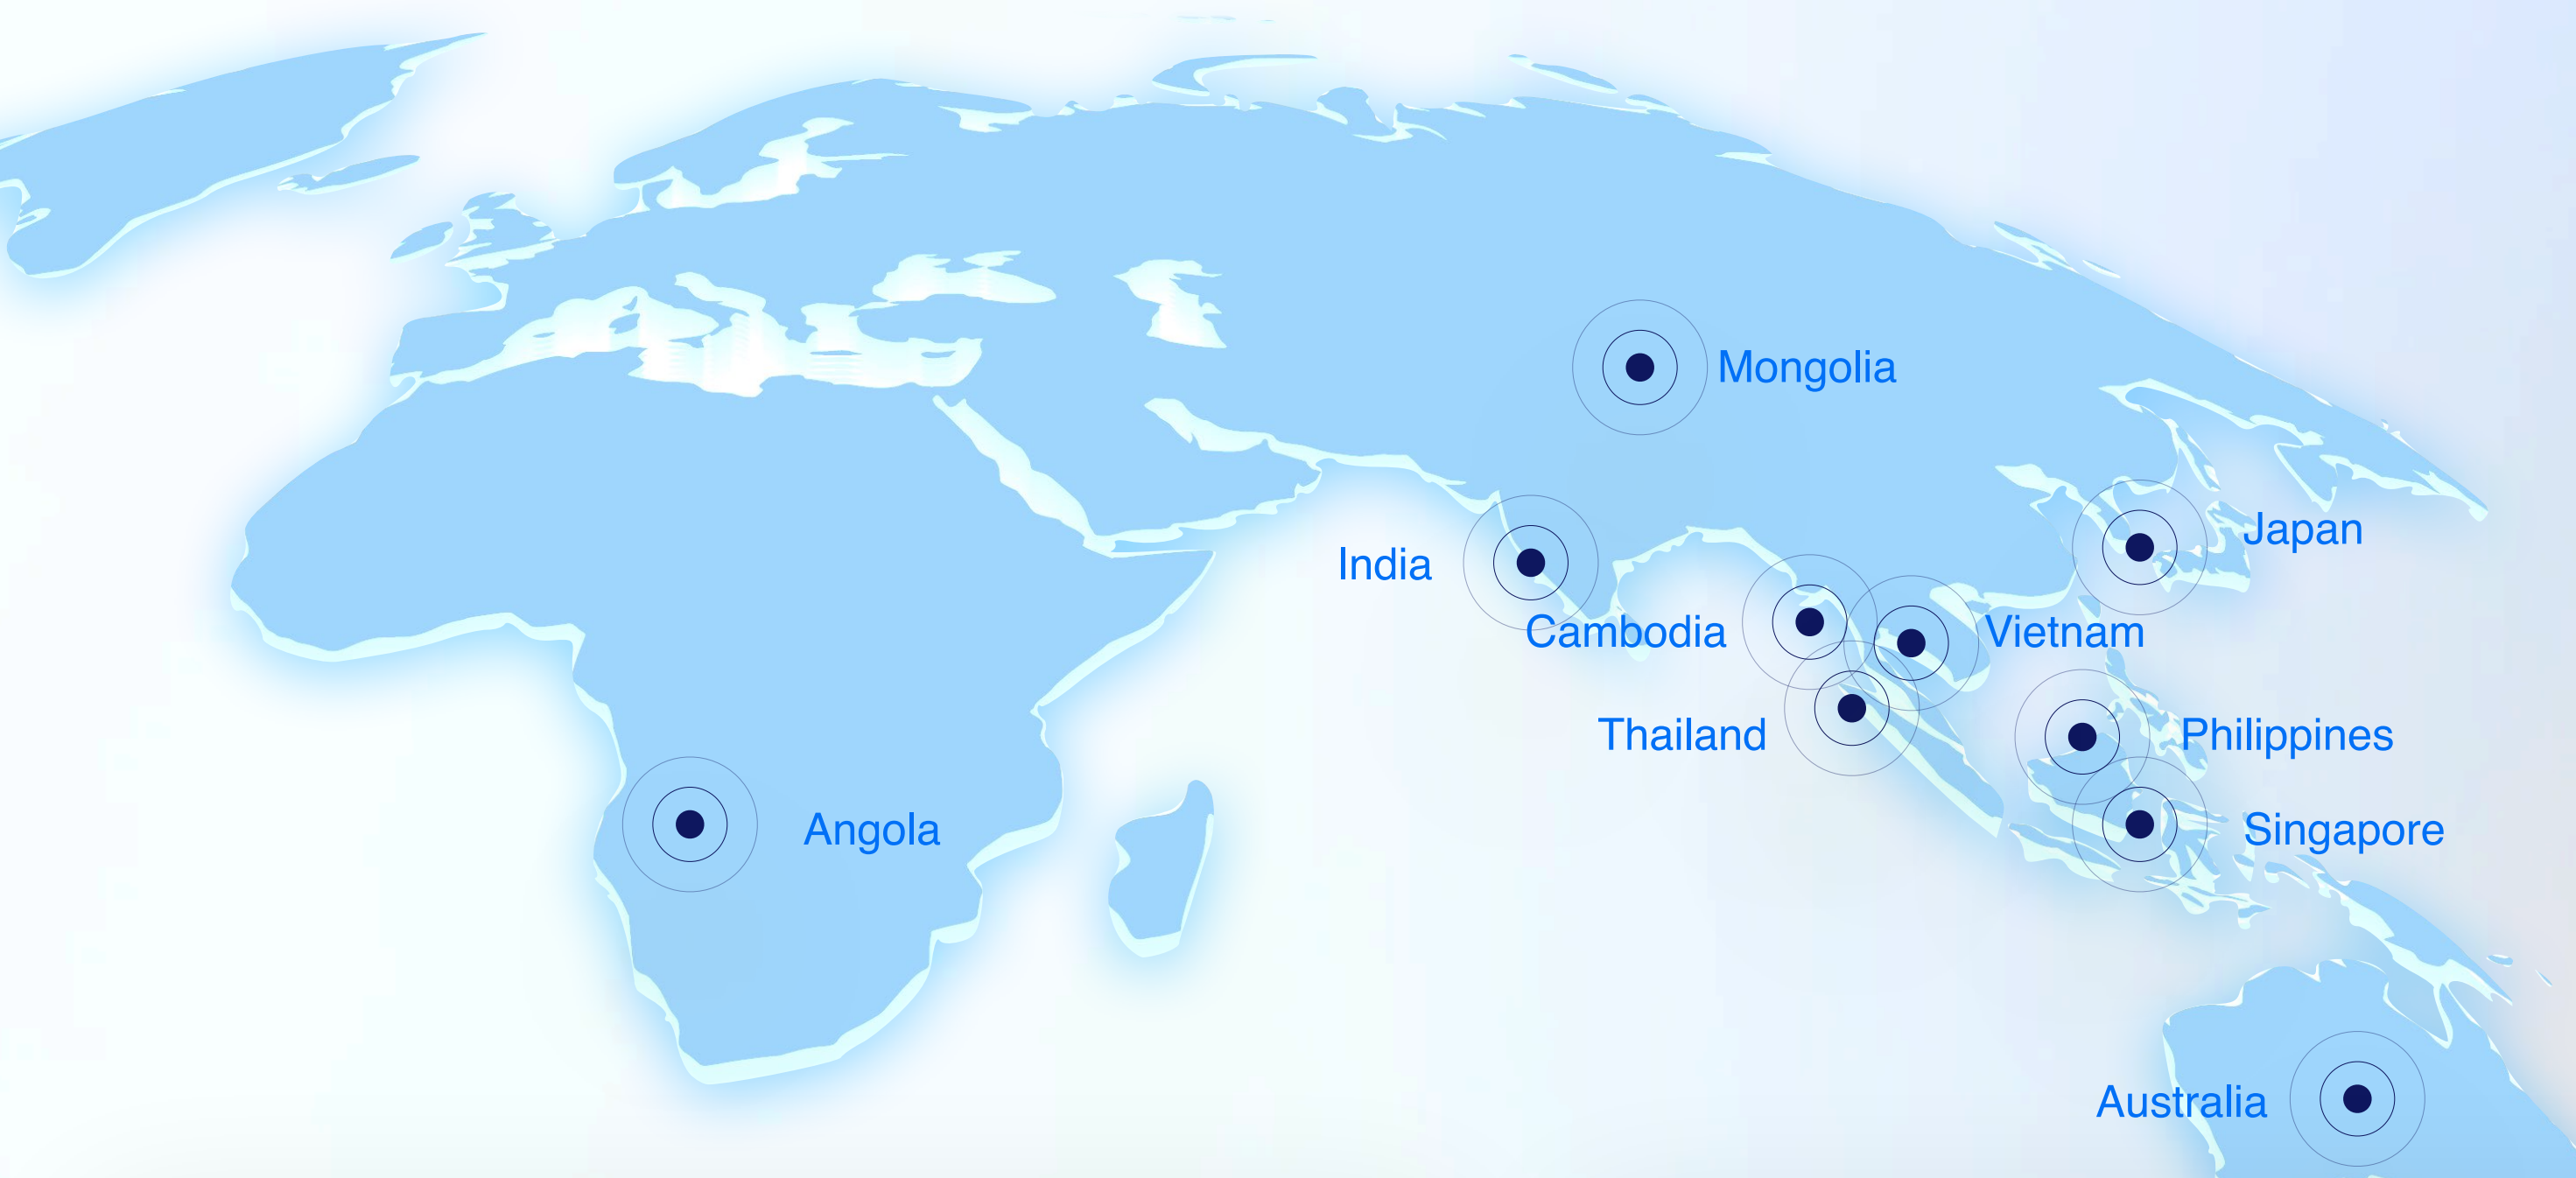 Mongolia
Japan
India
Cambodia
Vietnam
Thailand
Philippines
Angola
Singapore
Australia